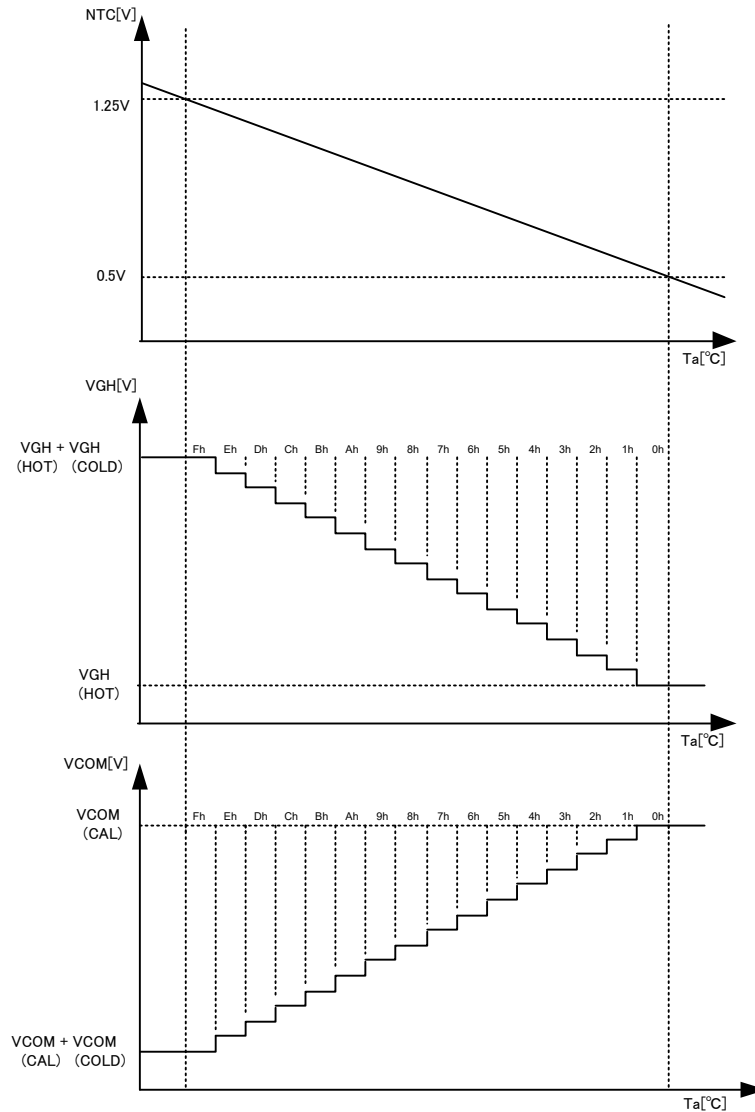 NTC[V]
1.25V
0.5V
Ta[℃]
VGH[V]
VGH + VGH
(HOT) (COLD)
Fh Eh Dh Ch Bh Ah 9h 8h 7h 6h 5h 4h 3h 2h 1h 0h
VGH
(HOT)
Ta[℃]
VCOM[V]
VCOM
(CAL)
Fh Eh Dh Ch Bh Ah 9h 8h 7h 6h 5h 4h 3h 2h 1h 0h
VCOM + VCOM
(CAL) (COLD)
Ta[℃]